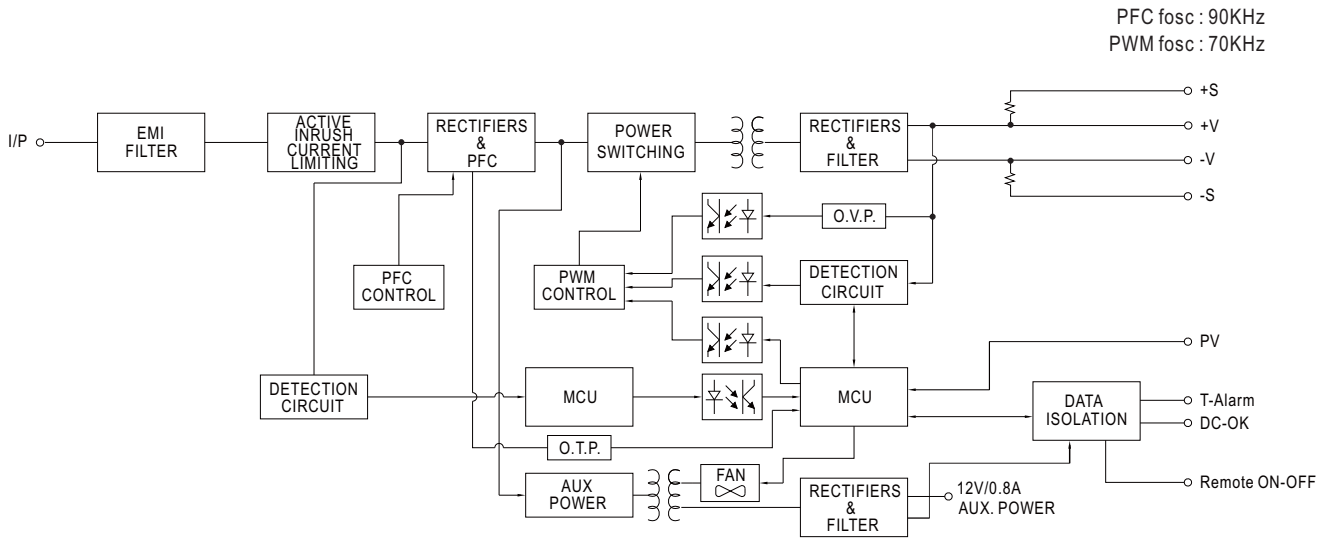 PFC fosc : 90KHz
PWM fosc : 70KHz
I/P
EMI
FILTER
ACTIVE
INRUSH
CURRENT
LIMITING
RECTIFIERS
&
PFC
POWER
SWITCHING
RECTIFIERS
&
FILTER
+S
+V
-V
-S
O.V.P.
PFC
CONTROL
PWM
CONTROL
DETECTION
CIRCUIT
PV
DETECTION
CIRCUIT
MCU
MCU
DATA
ISOLATION
T-Alarm
DC-OK
O.T.P.
AUX
POWER
FAN
RECTIFIERS
&
FILTER
12V/0.8A
AUX. POWER
Remote ON-OFF